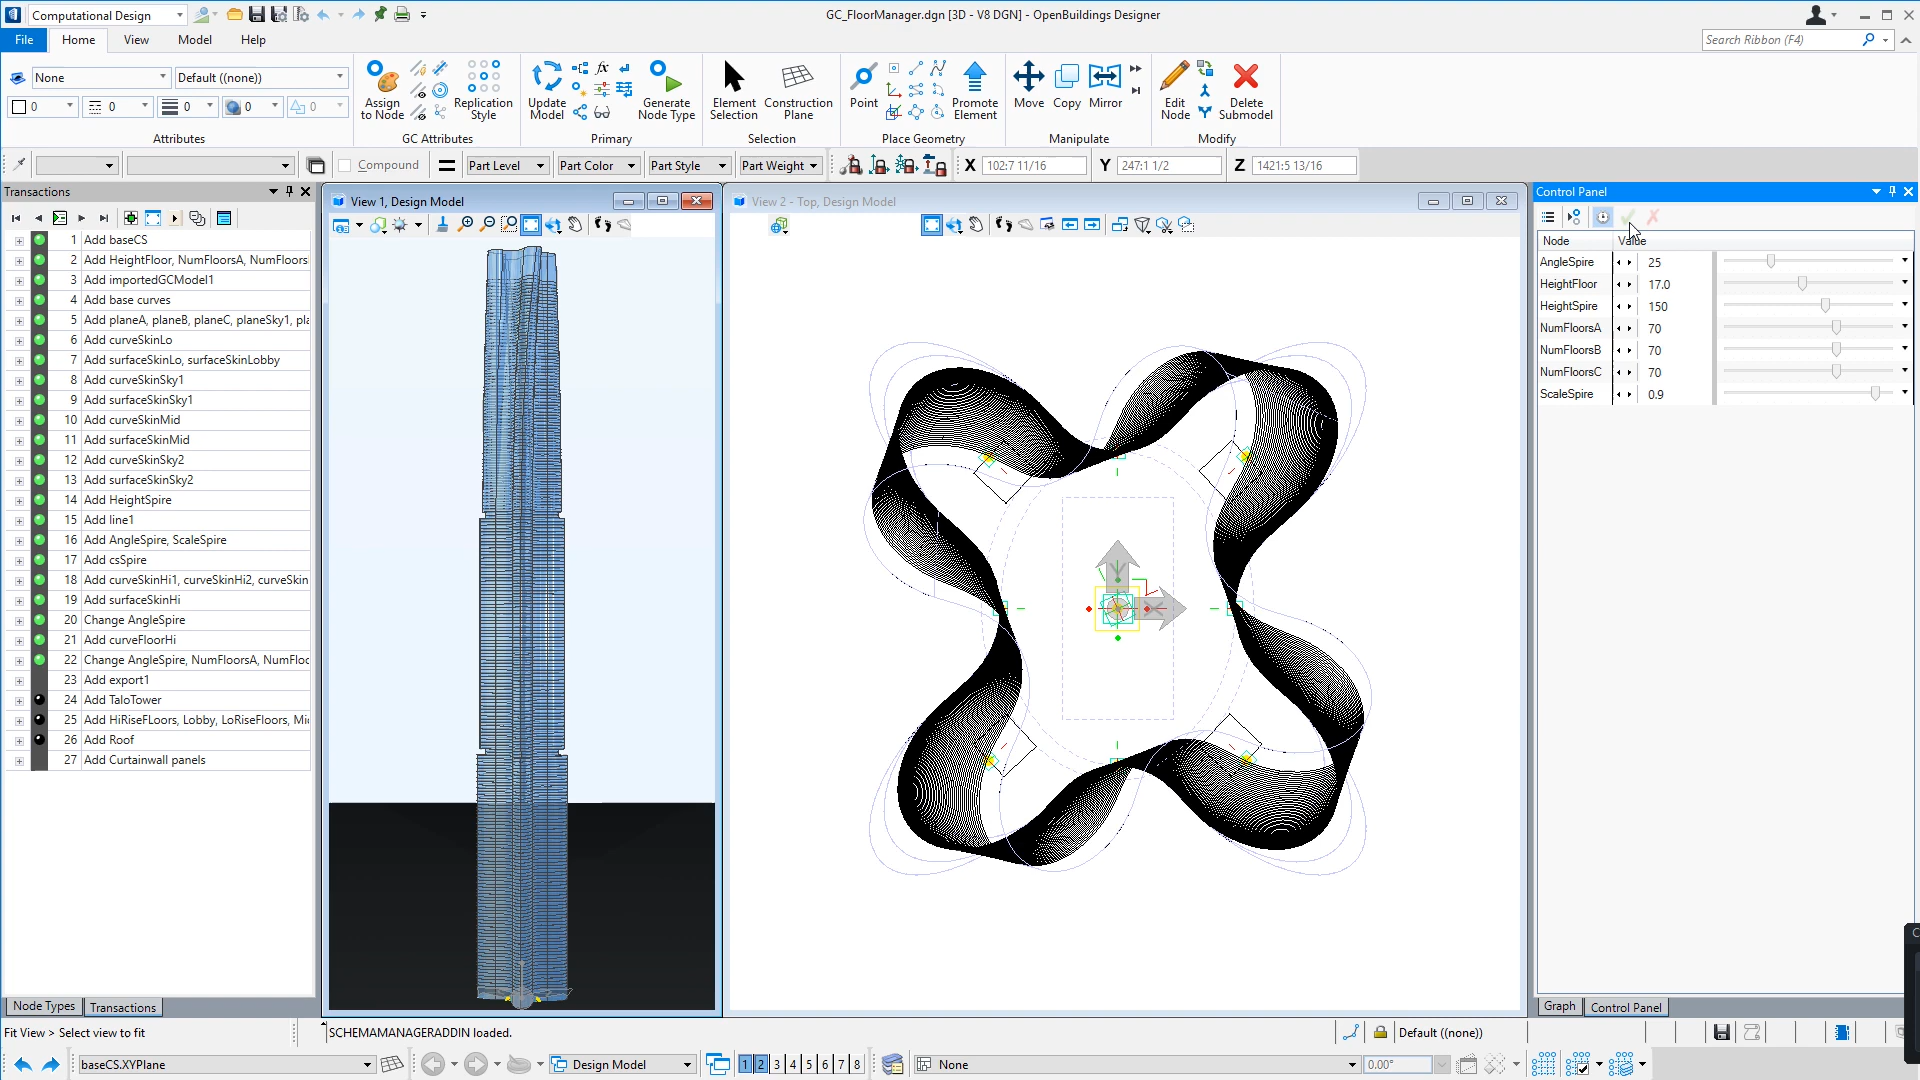 Computational Design
GC_FloorManager.dgn [3D - V8 DGN] - OpenBuildings Designer
File Home View Model Help
Search Ribbon (F4)
None Default ((none))
0 0 0 0 0
Attributes
Assign to Node
Replication Style
GC Attributes
Update Model
fx
Generate Node Type
Primary
Element Selection
Construction Plane
Selection
Point
Promote Element
Place Geometry
Move Copy Mirror
Manipulate
Edit Node
Delete Submodel
Modify
Compound Part Level Part Color Part Style Part Weight X 102:7 11/16 Y 247:1 1/2 Z 1421:5 13/16
Transactions
1 Add baseCS
2 Add HeightFloor, NumFloorsA, NumFloors
3 Add importedGCModel1
4 Add base curves
5 Add planeA, planeB, planeC, planeSky1, pla
6 Add curveSkinLo
7 Add surfaceSkinLo, surfaceSkinLobby
8 Add curveSkinSky1
9 Add surfaceSkinSky1
10 Add curveSkinMid
11 Add surfaceSkinMid
12 Add curveSkinSky2
13 Add surfaceSkinSky2
14 Add HeightSpire
15 Add line1
16 Add AngleSpire, ScaleSpire
17 Add csSpire
18 Add curveSkinHi1, curveSkinHi2, curveSkin
19 Add surfaceSkinHi
20 Change AngleSpire
21 Add curveFloorHi
22 Change AngleSpire, NumFloorsA, NumFloo
23 Add export1
24 Add TaloTower
25 Add HiRiseFLoors, Lobby, LoRiseFloors, Mi
26 Add Roof
27 Add Curtainwall panels
Node Types Transactions
View 1, Design Model
View 2 - Top, Design Model
Y
X
Control Panel
Node Value
AngleSpire 25
HeightFloor 17.0
HeightSpire 150
NumFloorsA 70
NumFloorsB 70
NumFloorsC 70
ScaleSpire 0.9
Graph Control Panel
Fit View > Select view to fit
SCHEMAMANAGERADDIN loaded.
Default ((none))
baseCS.XYPlane
Design Model
1 2 3 4 5 6 7 8
None
0.00°